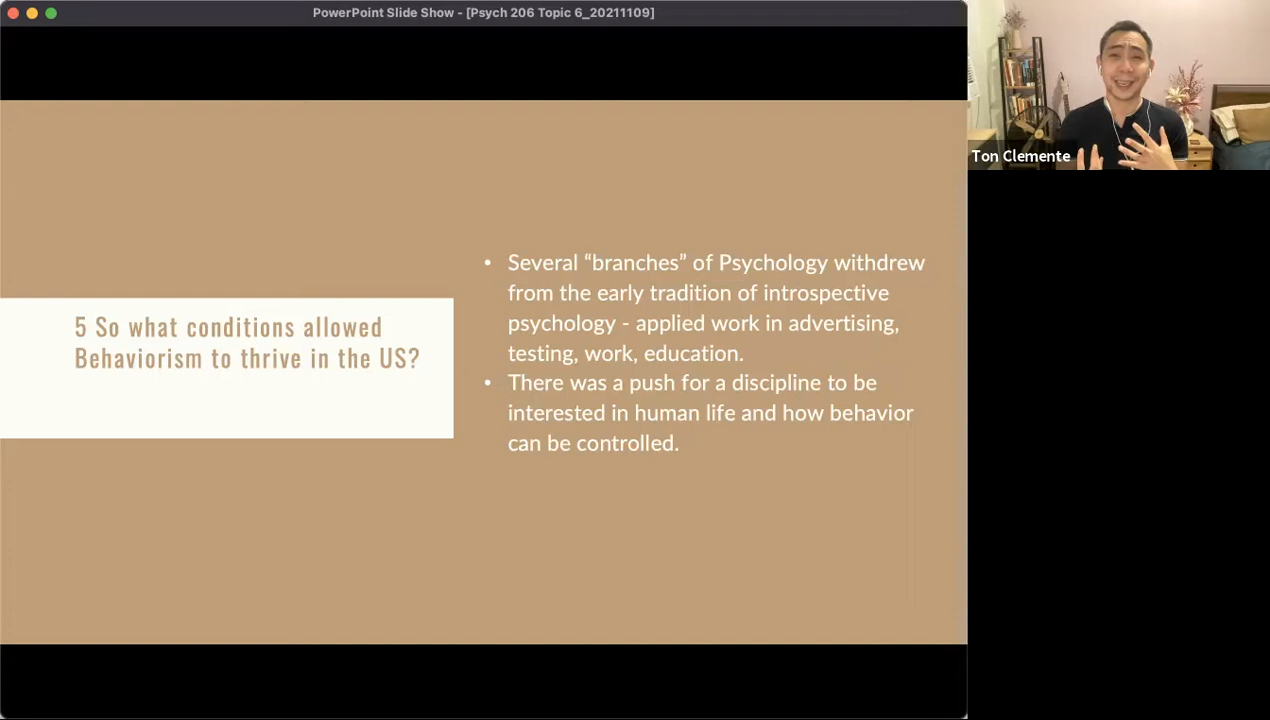 PowerPoint Slide Show - [Psych 206 Topic 6_20211109]
Ton Clemente
5 So what conditions allowed
Behaviorism to thrive in the US?
• Several “branches” of Psychology withdrew
from the early tradition of introspective
psychology - applied work in advertising,
testing, work, education.
• There was a push for a discipline to be
interested in human life and how behavior
can be controlled.